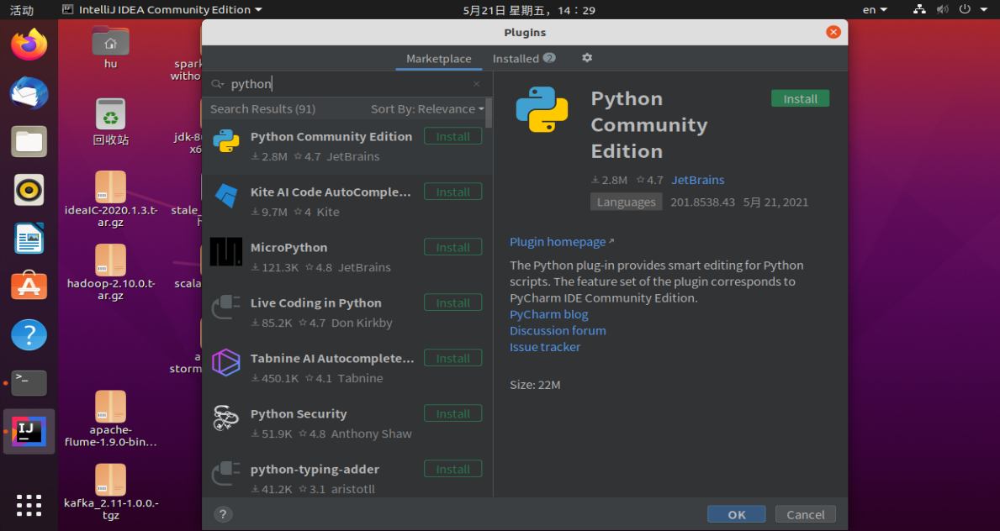 活动
IntelliJ IDEA Community Edition
5月21日 星期五，14：29
en
Plugins
Marketplace
Installed 2
python
Search Results (91)
Sort By: Relevance
Python Community Edition
Install
2.8M 4.7 JetBrains
Kite AI Code AutoComple...
Install
9.7M 4 Kite
MicroPython
Install
121.3K 4.8 JetBrains
Live Coding in Python
Install
85.2K 4.7 Don Kirkby
Tabnine AI Autocomplete...
Install
450.1K 4.1 Tabnine
Python Security
Install
51.9K 4.8 Anthony Shaw
python-typing-adder
Install
41.2K 3.1 aristotll
Python
Community
Edition
Install
2.8M 4.7 JetBrains
Languages 201.8538.43 5月 21, 2021
Plugin homepage
The Python plug-in provides smart editing for Python
scripts. The feature set of the plugin corresponds to
PyCharm IDE Community Edition.
PyCharm blog
Discussion forum
Issue tracker
Size: 22M
?
OK
Cancel
hu
回收站
ideaIC-2020.1.3.t-
ar.gz
hadoop-2.10.0.t-
ar.gz
apache-
flume-1.9.0-bin...
kafka_2.11-1.0.0.-
tgz
spark
witho
jdk-8
x6
stale_
h
scala
a
storm
?
>_
IJ